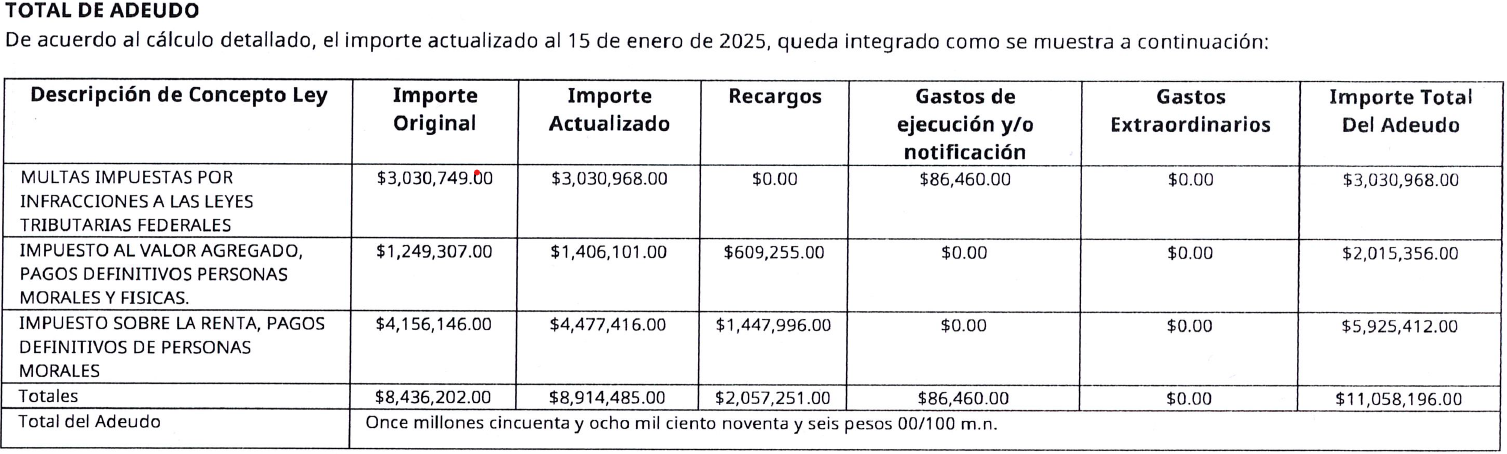 TOTAL DE ADEUDO
De acuerdo al cálculo detallado, el importe actualizado al 15 de enero de 2025, queda integrado como se muestra a continuación:
Descripción de Concepto Ley
Importe
Original
Importe
Actualizado
Recargos
Gastos de
ejecución y/o
notificación
Gastos
Extraordinarios
Importe Total
Del Adeudo
MULTAS IMPUESTAS POR
INFRACCIONES A LAS LEYES
TRIBUTARIAS FEDERALES
$3,030,749.00
$3,030,968.00
$0.00
$86,460.00
$0.00
$3,030,968.00
IMPUESTO AL VALOR AGREGADO,
PAGOS DEFINITIVOS PERSONAS
MORALES Y FISICAS.
$1,249,307.00
$1,406,101.00
$609,255.00
$0.00
$0.00
$2,015,356.00
IMPUESTO SOBRE LA RENTA, PAGOS
DEFINITIVOS DE PERSONAS
MORALES
$4,156,146.00
$4,477,416.00
$1,447,996.00
$0.00
$0.00
$5,925,412.00
Totales
$8,436,202.00
$8,914,485.00
$2,057,251.00
$86,460.00
$0.00
$11,058,196.00
Total del Adeudo
Once millones cincuenta y ocho mil ciento noventa y seis pesos 00/100 m.n.